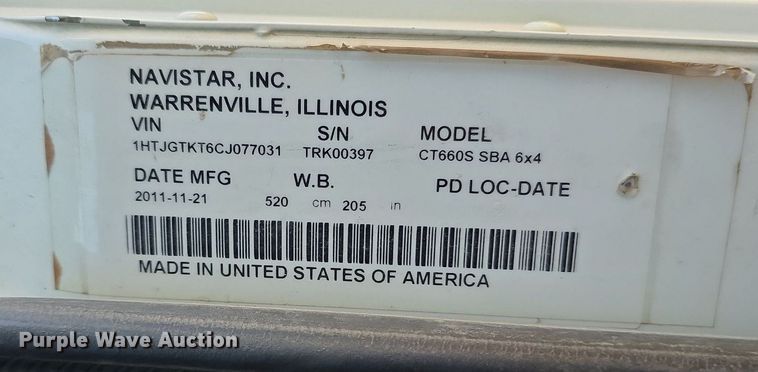 NAVISTAR, INC.
WARRENVILLE, ILLINOIS
VIN S/N MODEL
1HTJGTKT6CJ077031 TRK00397 CT660S SBA 6x4
DATE MFG W.B. PD LOC-DATE
2011-11-21 520 cm 205 in
MADE IN UNITED STATES OF AMERICA
Purple Wave Auction